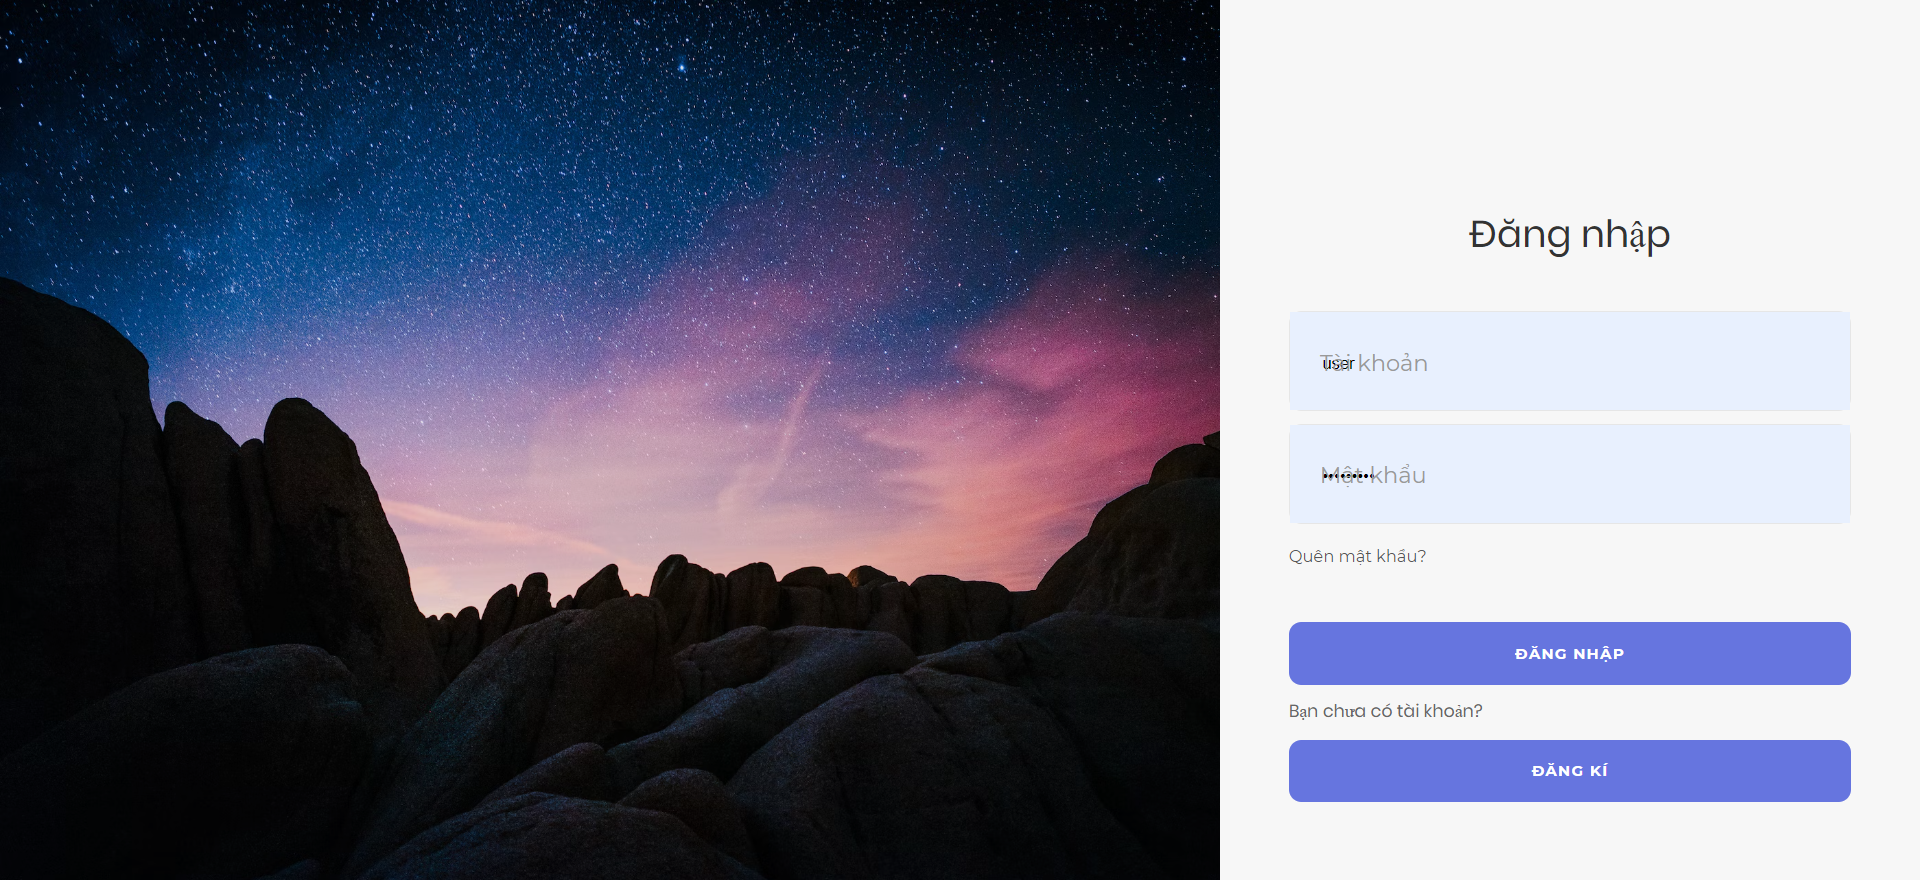 Đăng nhập
Tài khoản
user
Mật khẩu
Quên mật khẩu?
ĐĂNG NHẬP
Bạn chưa có tài khoản?
ĐĂNG KÍ